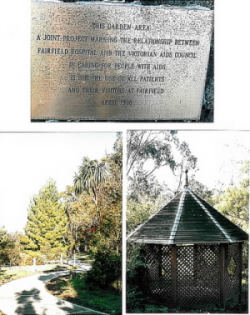 THIS GARDEN AREA
A JOINT PROJECT MARKING THE RELATIONSHIP BETWEEN
FAIRFIELD HOSPITAL AND THE VICTORIAN AIDS COUNCIL
IN CARING FOR PEOPLE WITH AIDS
IS FOR THE USE OF ALL PATIENTS
AND THEIR VISITORS AT FAIRFIELD
APRIL